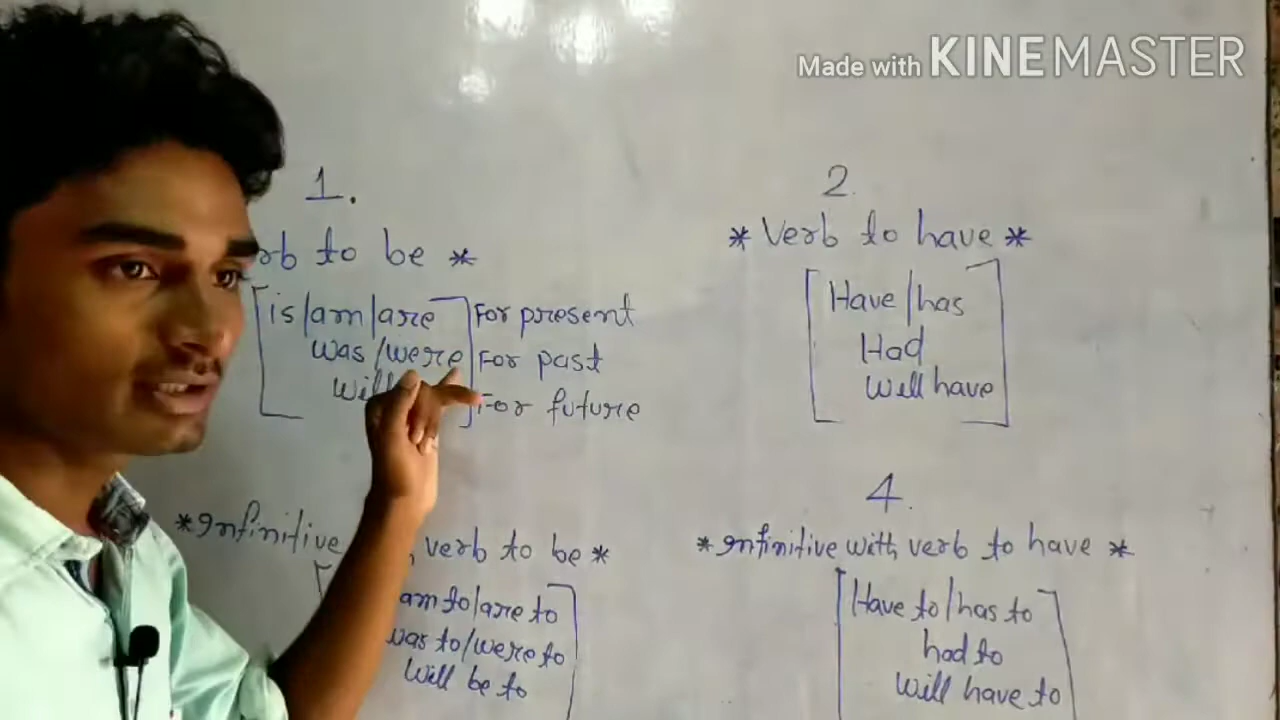 Made with KINEMASTER
1.
to be *
is/am/are For present
was/were For past
For future
2
* Verb to have *
Have/has
Had
Will have
*Infinitive verb to be *
am to/are to
was to/were to
Will be to
4.
*Infinitive with verb to have *
Have to/has to
had to
Will have to